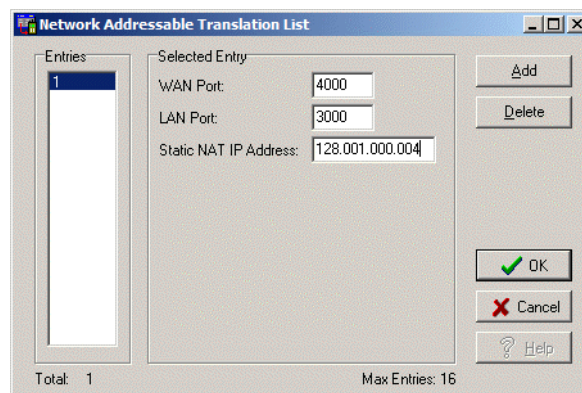 Network Addressable Translation List
Entries
1
Selected Entry
WAN Port: 4000
LAN Port: 3000
Static NAT IP Address: 128.001.000.004
Add
Delete
OK
Cancel
Help
Total: 1
Max Entries: 16